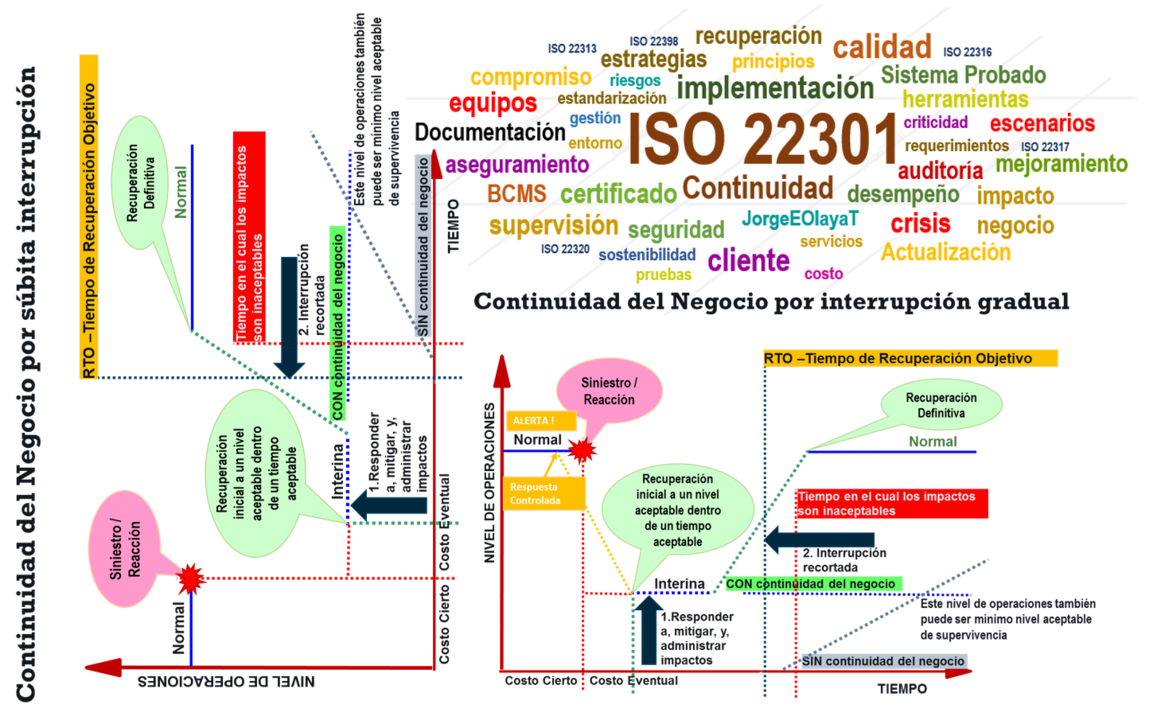 Continuidad del Negocio por súbita interrupción
RTO –Tiempo de Recuperación Objetivo
Recuperación
Definitiva
Normal
Tiempo en el cual los impactos
son inaceptables
2. Interrupción
recortada
CON continuidad del negocio
Este nivel de operaciones también
puede ser mínimo nivel aceptable
de supervivencia
SIN continuidad del negocio
TIEMPO
Recuperación
inicial a un nivel
aceptable dentro
de un tiempo
aceptable
Interina
1.Responder
a, mitigar, y,
administrar
impactos
Siniestro /
Reacción
Normal
Costo Cierto
Costo Eventual
NIVEL DE OPERACIONES
recuperación
calidad
ISO 22313
ISO 22398
estrategias
principios
ISO 22316
compromiso
riesgos
implementación
Sistema Probado
equipos
estandarización
herramientas
Documentación
gestión
ISO 22301
criticidad
escenarios
entorno
requerimientos
ISO 22317
aseguramiento
auditoría
mejoramiento
BCMS
certificado
Continuidad
desempeño
impacto
supervisión
seguridad
JorgeEOlayaT
crisis
negocio
ISO 22320
sostenibilidad
servicios
Actualización
pruebas
cliente
costo
Continuidad del Negocio por interrupción gradual
RTO –Tiempo de Recuperación Objetivo
Siniestro /
Reacción
Recuperación
Definitiva
ALERTA !
Normal
Normal
NIVEL DE OPERACIONES
Respuesta
Controlada
Recuperación
inicial a un nivel
aceptable dentro
de un tiempo
aceptable
Tiempo en el cual los impactos
son inaceptables
2. Interrupción
recortada
Interina
CON continuidad del negocio
Este nivel de operaciones también
puede ser mínimo nivel aceptable
de supervivencia
1.Responder
a, mitigar, y,
administrar
impactos
SIN continuidad del negocio
Costo Cierto
Costo Eventual
TIEMPO